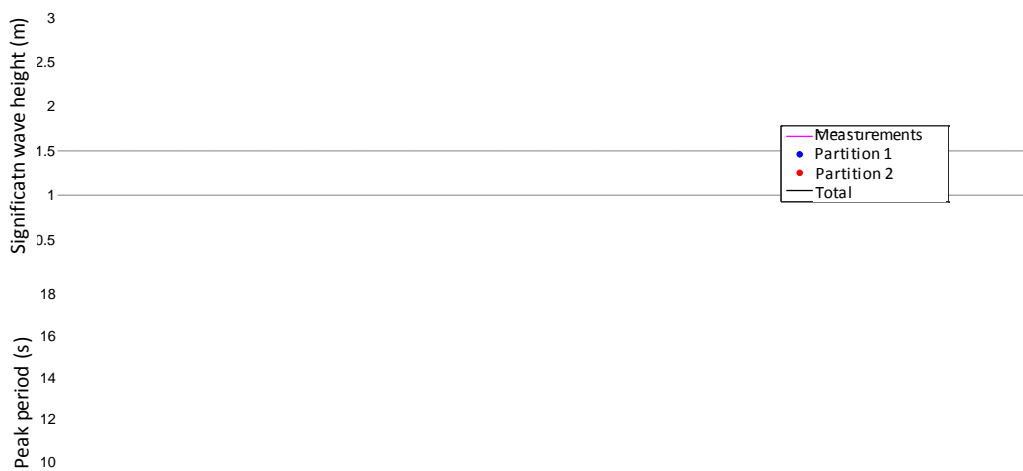 Significatn wave height (m)
3
2.5
2
1.5
1
0.5
Measurements
Partition 1
Partition 2
Total
Peak period (s)
18
16
14
12
10